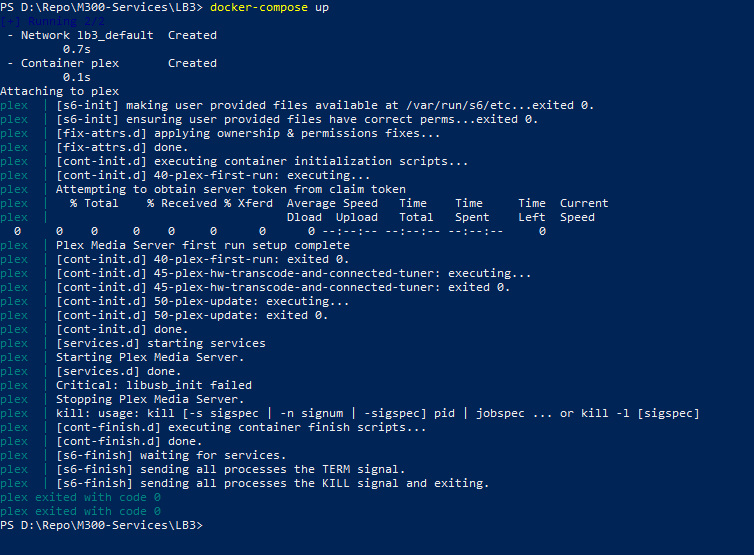 PS D:\Repo\M300-Services\LB3> docker-compose up
[+] Running 2/2
 - Network lb3_default  Created
         0.7s
 - Container plex       Created
         0.1s
Attaching to plex
plex  | [s6-init] making user provided files available at /var/run/s6/etc...exited 0.
plex  | [s6-init] ensuring user provided files have correct perms...exited 0.
plex  | [fix-attrs.d] applying ownership & permissions fixes...
plex  | [fix-attrs.d] done.
plex  | [cont-init.d] executing container initialization scripts...
plex  | [cont-init.d] 40-plex-first-run: executing...
plex  | Attempting to obtain server token from claim token
plex  |   % Total    % Received % Xferd  Average Speed   Time    Time     Time  Current
plex  |                                  Dload  Upload   Total   Spent    Left  Speed
  0     0    0     0    0     0      0      0 --:--:-- --:--:-- --:--:--     0
plex  | Plex Media Server first run setup complete
plex  | [cont-init.d] 40-plex-first-run: exited 0.
plex  | [cont-init.d] 45-plex-hw-transcode-and-connected-tuner: executing...
plex  | [cont-init.d] 45-plex-hw-transcode-and-connected-tuner: exited 0.
plex  | [cont-init.d] 50-plex-update: executing...
plex  | [cont-init.d] 50-plex-update: exited 0.
plex  | [cont-init.d] done.
plex  | [services.d] starting services
plex  | Starting Plex Media Server.
plex  | [services.d] done.
plex  | Critical: libusb_init failed
plex  | Stopping Plex Media Server.
plex  | kill: usage: kill [-s sigspec | -n signum | -sigspec] pid | jobspec ... or kill -l [sigspec]
plex  | [cont-finish.d] executing container finish scripts...
plex  | [cont-finish.d] done.
plex  | [s6-finish] waiting for services.
plex  | [s6-finish] sending all processes the TERM signal.
plex  | [s6-finish] sending all processes the KILL signal and exiting.
plex exited with code 0
plex exited with code 0
PS D:\Repo\M300-Services\LB3>